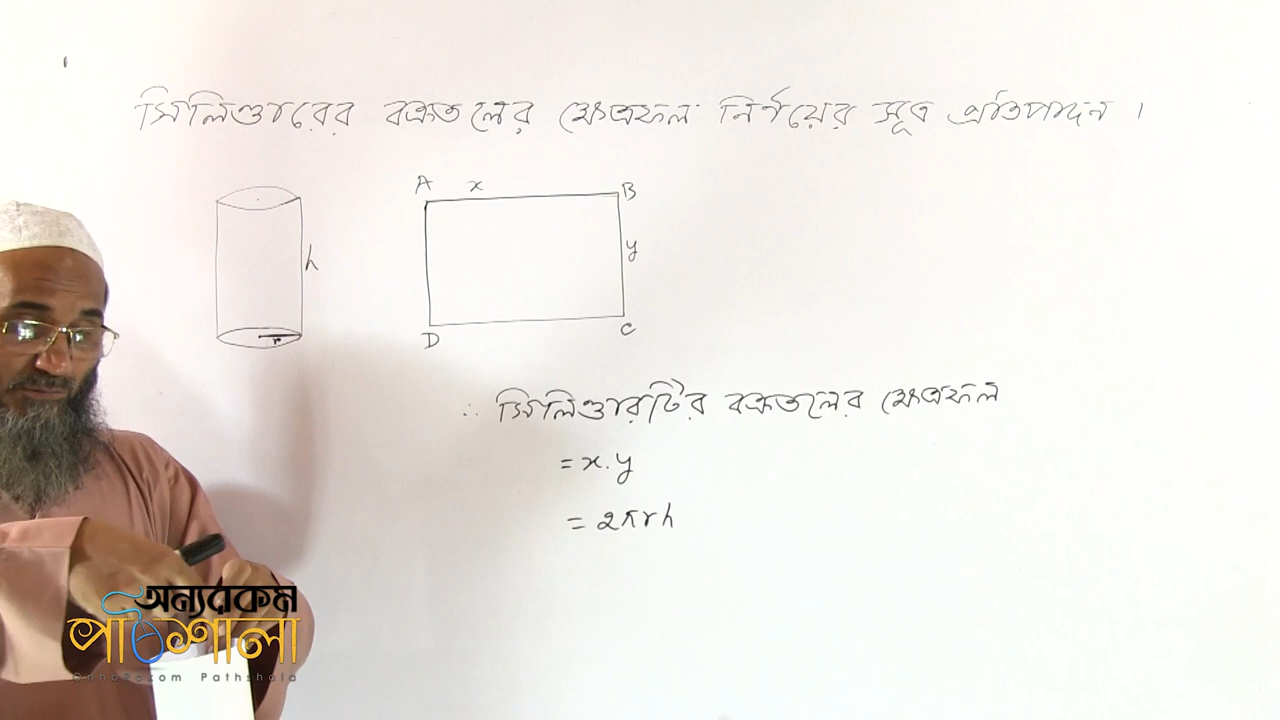 সিলিণ্ডারের বক্রতলের ক্ষেত্রফল নির্ণয়ের সূত্র প্রতিপাদন ।
A x B
h y
r D C
∴ সিলিণ্ডারটির বক্রতলের ক্ষেত্রফল
= x.y
= 2πrh
অন্যরকম
পাঠশালা
OnnoRokom Pathshala